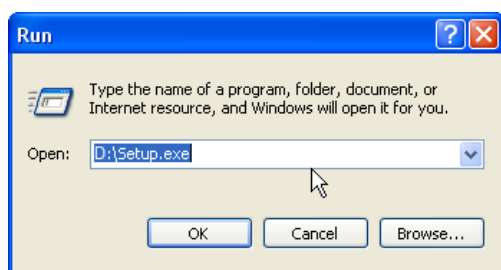 Run
Type the name of a program, folder, document, or
Internet resource, and Windows will open it for you.
Open: D:\Setup.exe
OK Cancel Browse...